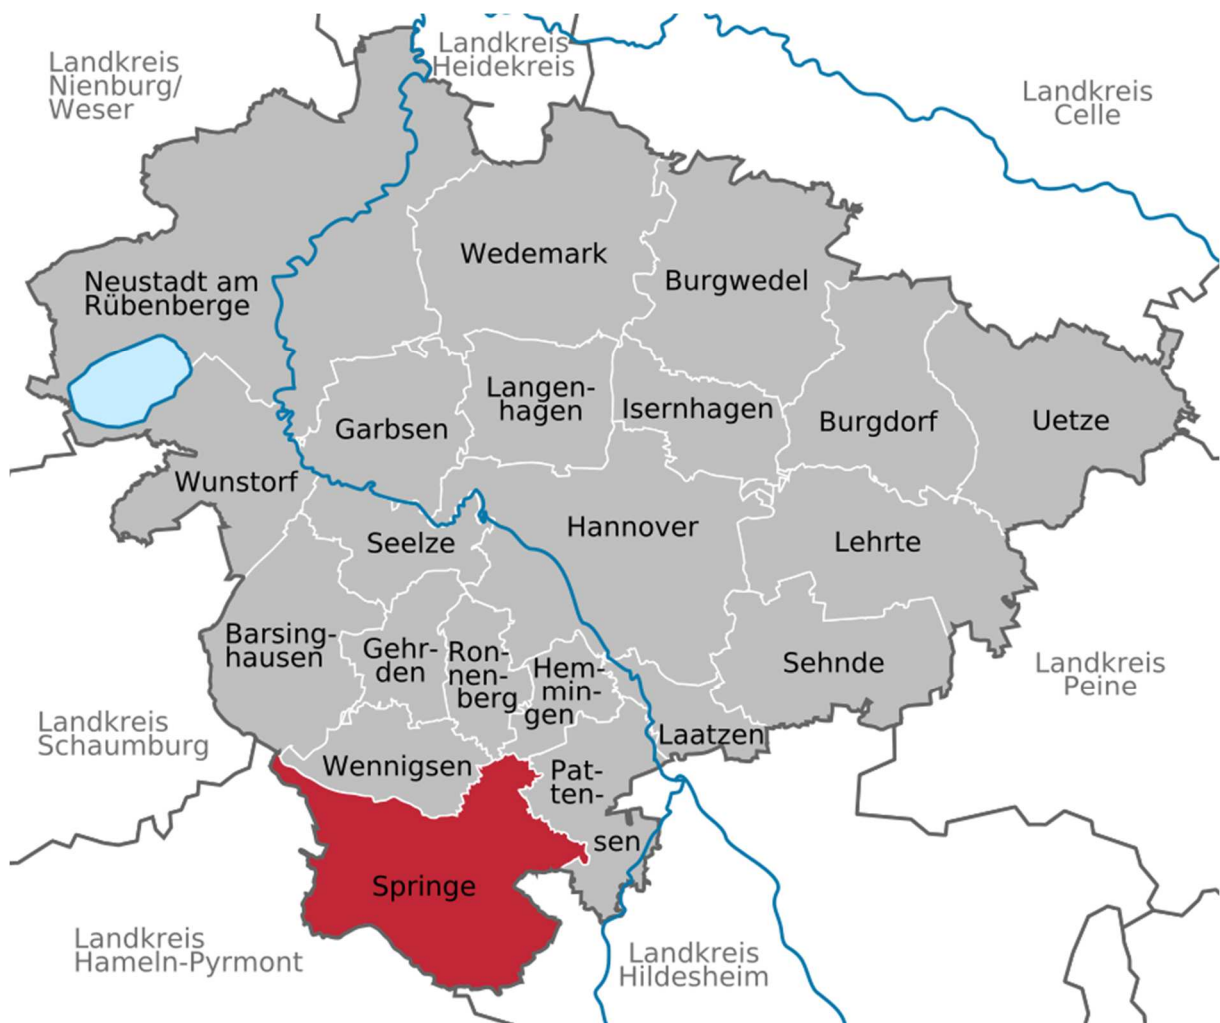 Landkreis
Heidekreis
Landkreis
Nienburg/
Weser
Landkreis
Celle
Wedemark
Neustadt am
Rübenberge
Burgwedel
Langen-
hagen
Isernhagen
Garbsen
Burgdorf
Uetze
Wunstorf
Hannover
Seelze
Lehrte
Barsing-
hausen
Gehr-
den
Ron-
nen-
berg
Hem-
min-
gen
Sehnde
Landkreis
Peine
Landkreis
Schaumburg
Laatzen
Wennigsen
Pat-
ten-
sen
Springe
Landkreis
Hameln-Pyrmont
Landkreis
Hildesheim